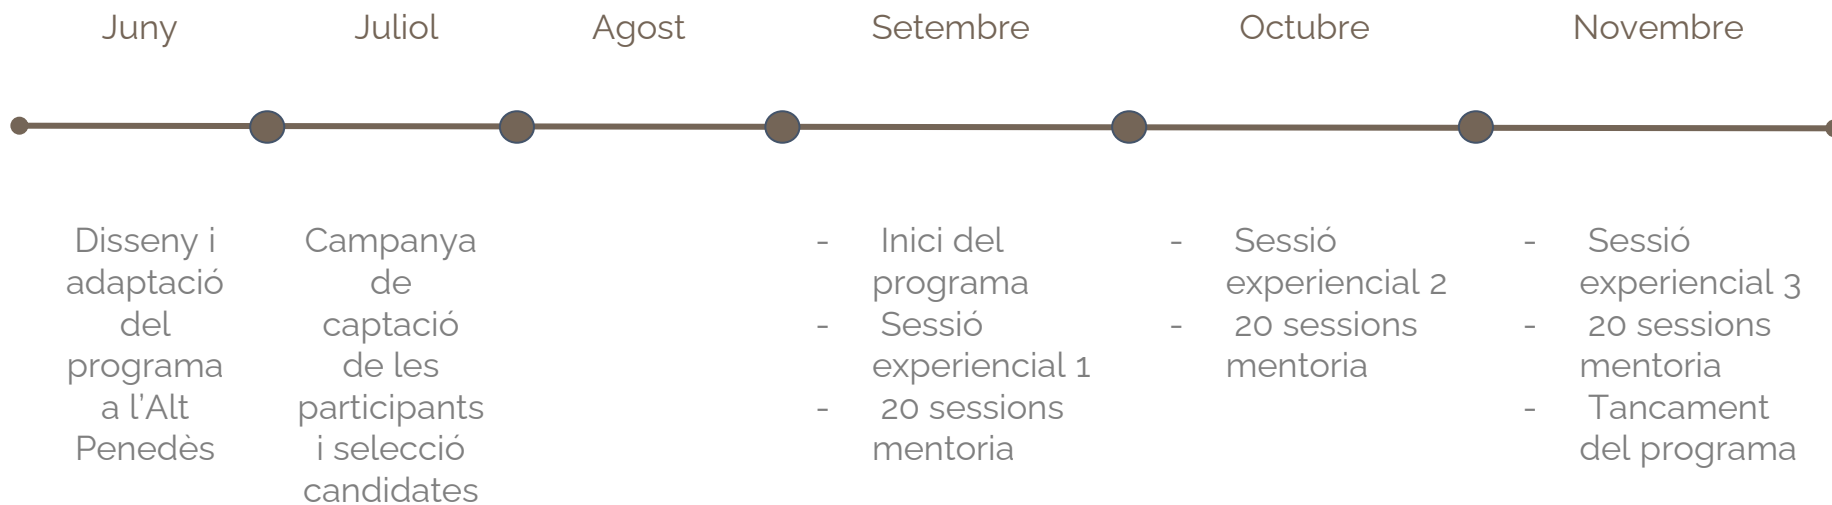 Juny
Juliol
Agost
Setembre
Octubre
Novembre
Disseny i
adaptació
del
programa
a l'Alt
Penedès
Campanya
de
captació
de les
participants
i selecció
candidates
- Inici del
programa
- Sessió
experiencial 1
- 20 sessions
mentoria
- Sessió
experiencial 2
- 20 sessions
mentoria
- Sessió
experiencial 3
- 20 sessions
mentoria
- Tancament
del programa